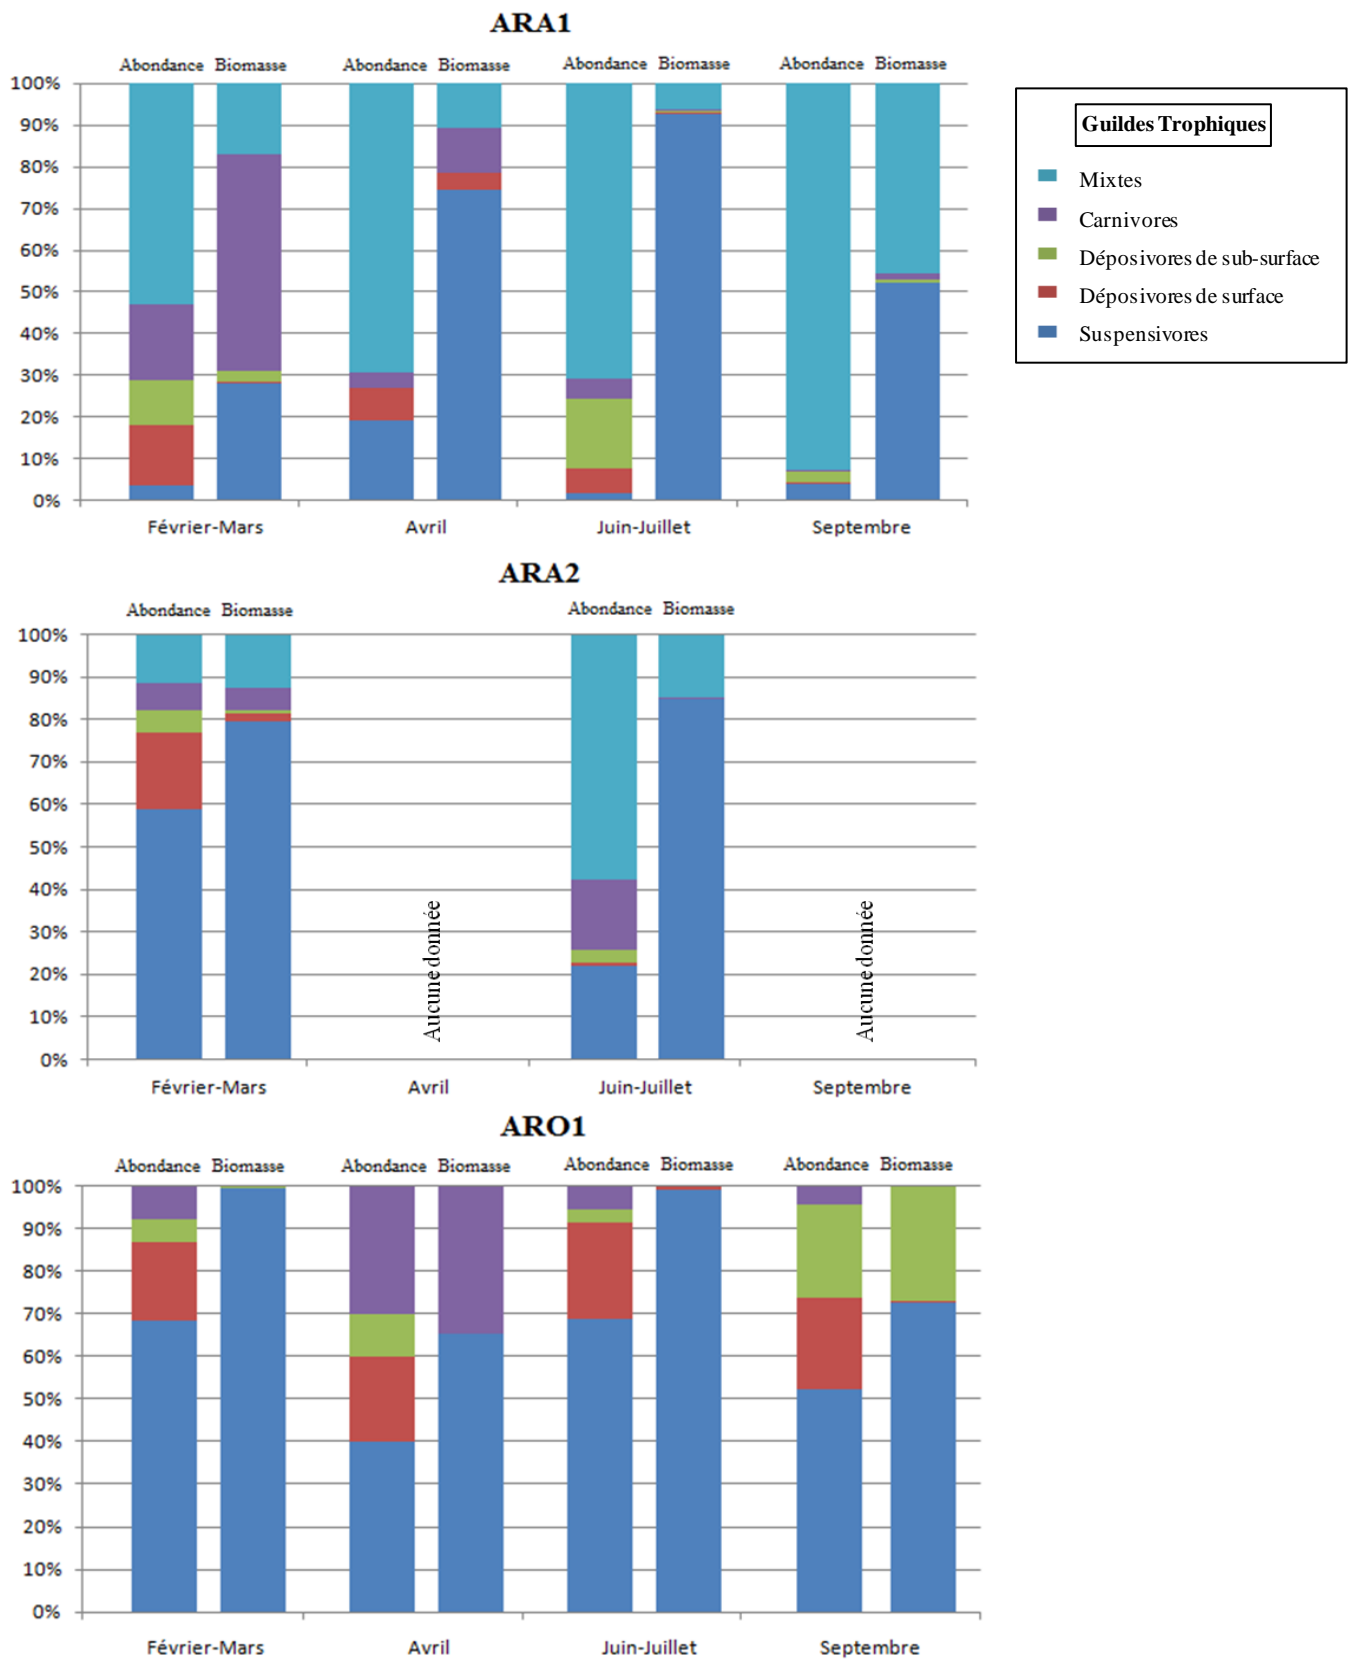 ARA1
Abondance Biomasse Abondance Biomasse Abondance Biomasse Abondance Biomasse
100%
90%
80%
70%
60%
50%
40%
30%
20%
10%
0%
Février-Mars Avril Juin-Juillet Septembre
Guildes Trophiques
Mixtes
Carnivores
Déposivores de sub-surface
Déposivores de surface
Suspensivores
ARA2
Abondance Biomasse Abondance Biomasse
100%
90%
80%
70%
60%
50%
40%
30%
20%
10%
0%
Aucune donnée
Aucune donnée
Février-Mars Avril Juin-Juillet Septembre
ARO1
Abondance Biomasse Abondance Biomasse Abondance Biomasse Abondance Biomasse
100%
90%
80%
70%
60%
50%
40%
30%
20%
10%
0%
Février-Mars Avril Juin-Juillet Septembre